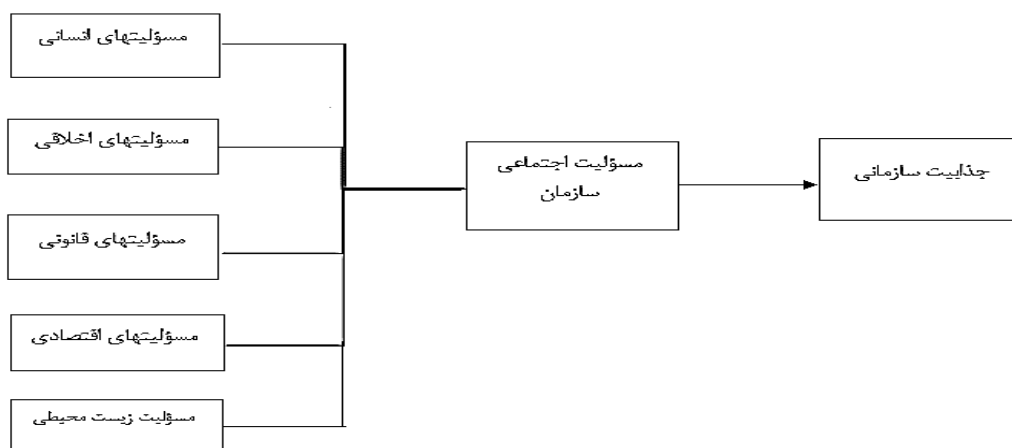 مسؤلیتهای انسانی
مسؤلیتهای اخلاقی
مسؤلیتهای قانونی
مسؤلیتهای اقتصادی
مسؤلیت زیست محیطی
مسؤلیت اجتماعی
سازمان
جذابیت سازمانی